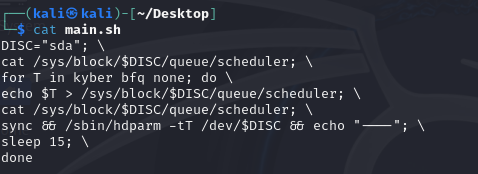 ┌──(kali㉿kali)-[~/Desktop]
└─$ cat main.sh
DISC="sda"; \
cat /sys/block/$DISC/queue/scheduler; \
for T in kyber bfq none; do \
echo $T > /sys/block/$DISC/queue/scheduler; \
cat /sys/block/$DISC/queue/scheduler; \
sync && /sbin/hdparm -tT /dev/$DISC && echo "----"; \
sleep 15; \
done